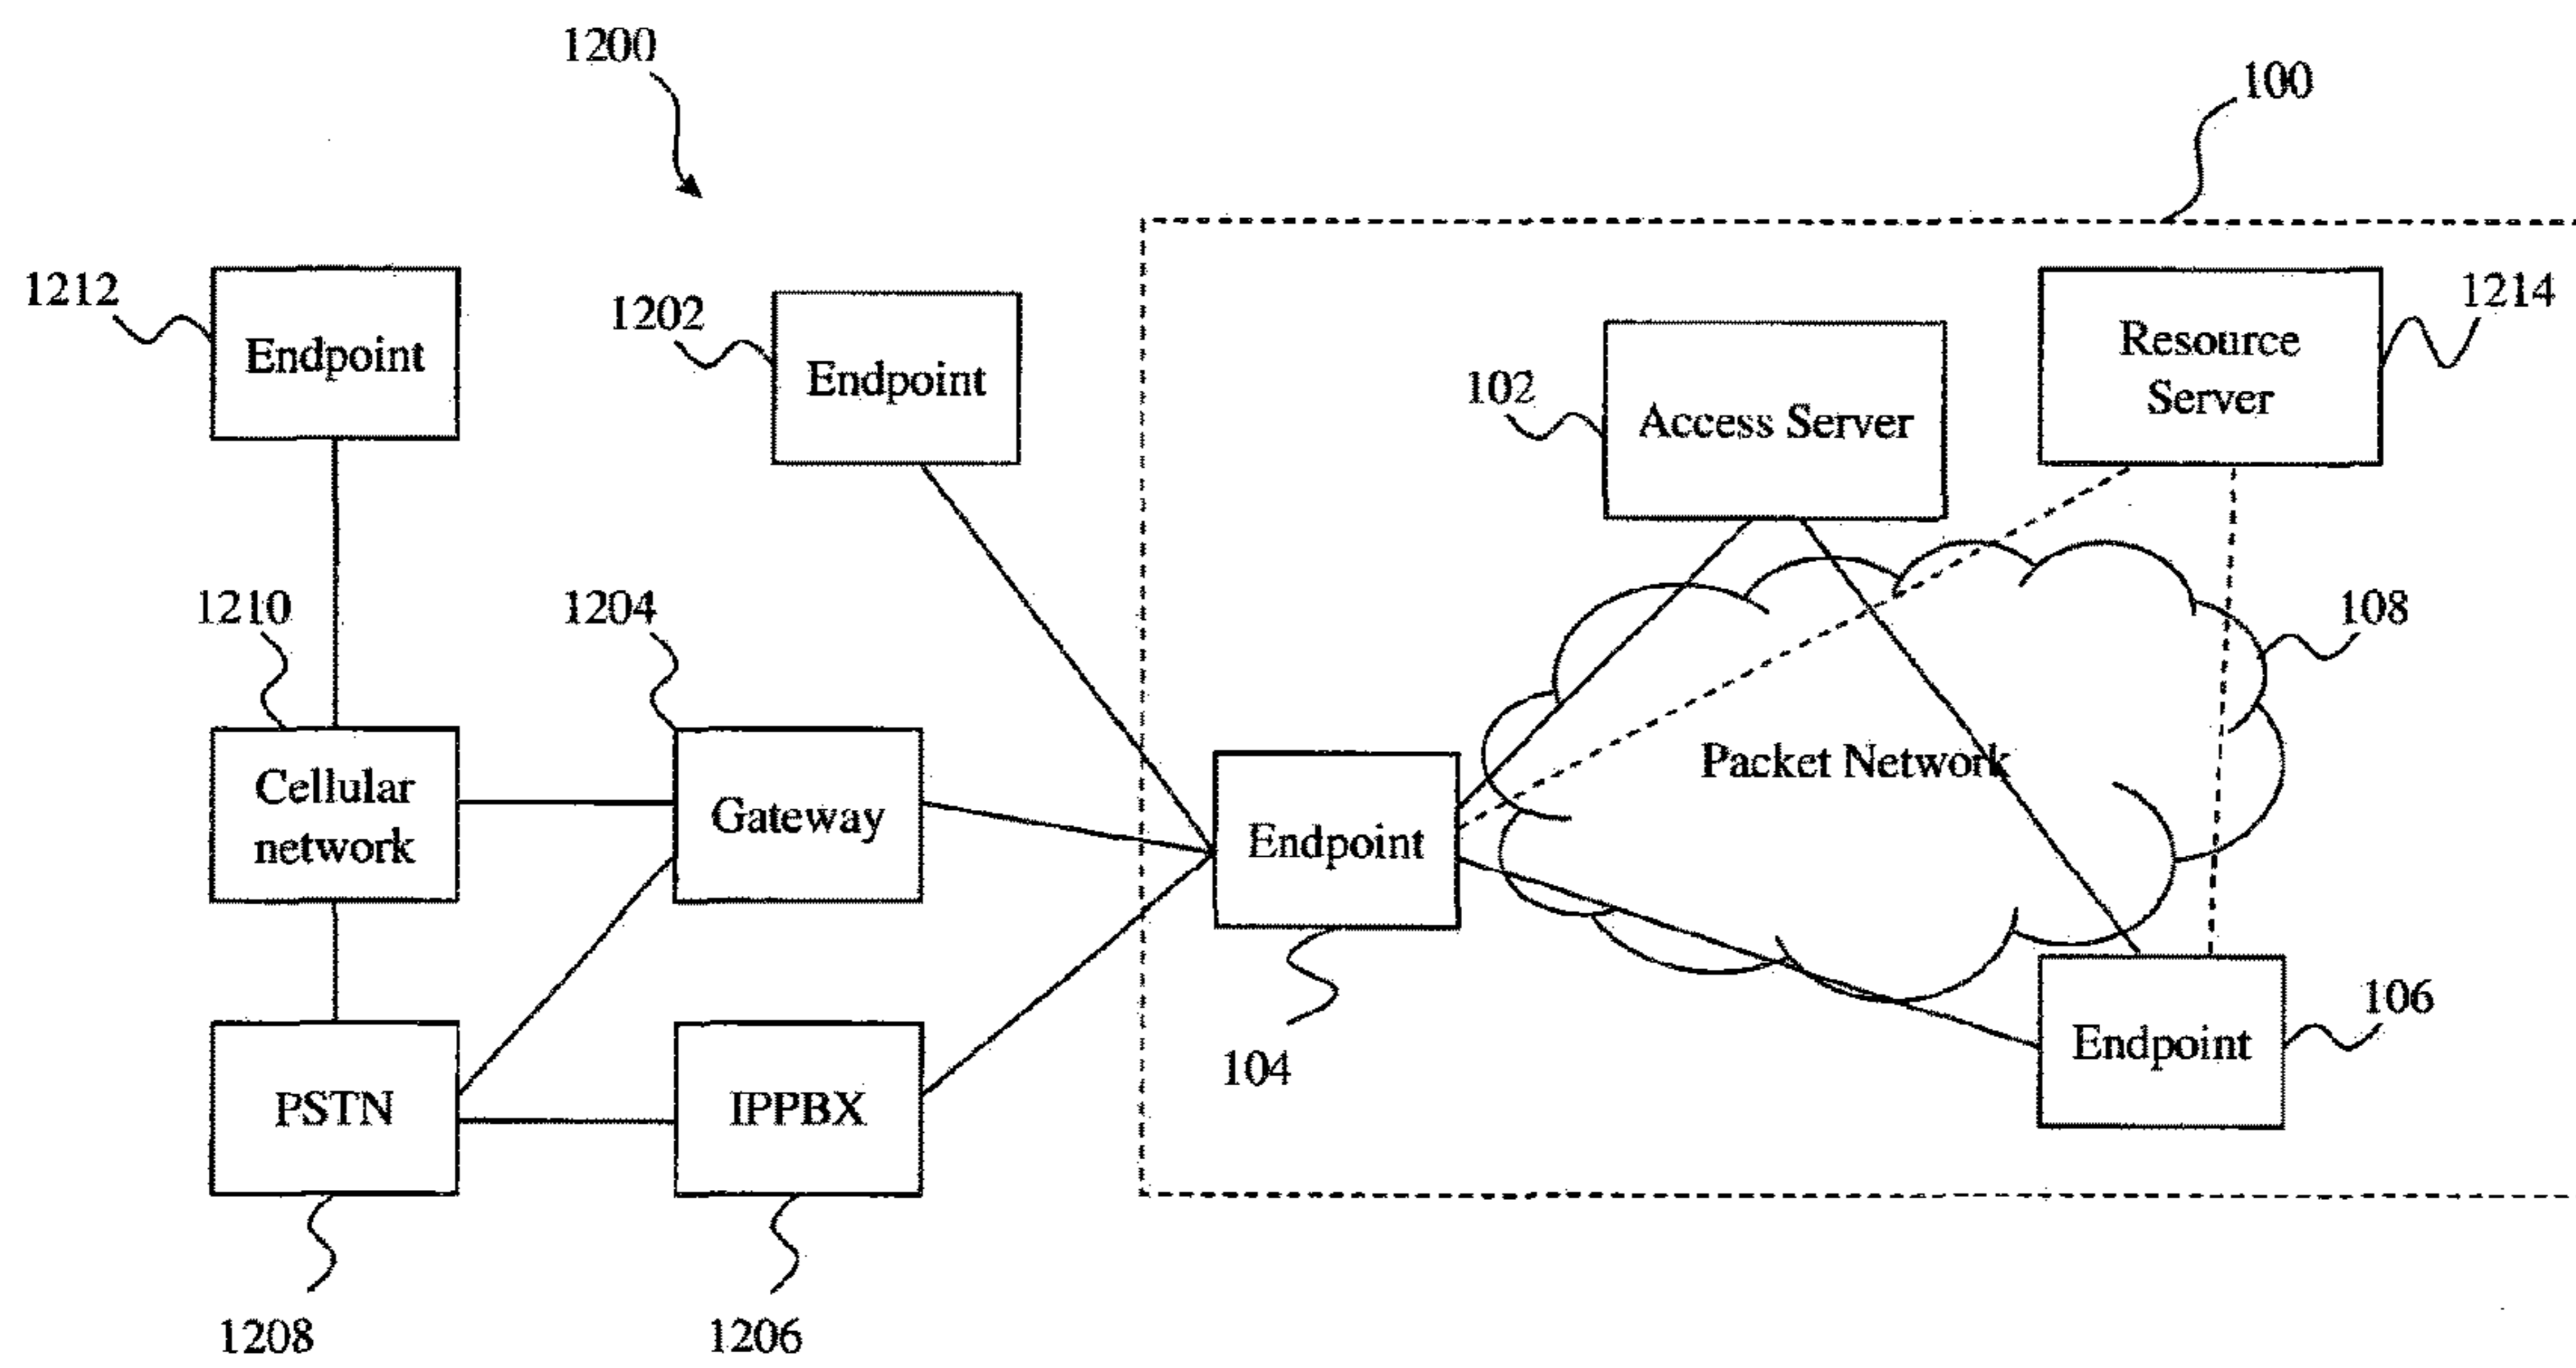 1200
100
1212
Endpoint
1202
Endpoint
102
Access Server
Resource
Server
1214
1210
Cellular
network
1204
Gateway
Endpoint
104
Packet Network
108
PSTN
1208
IPPBX
1206
Endpoint
106